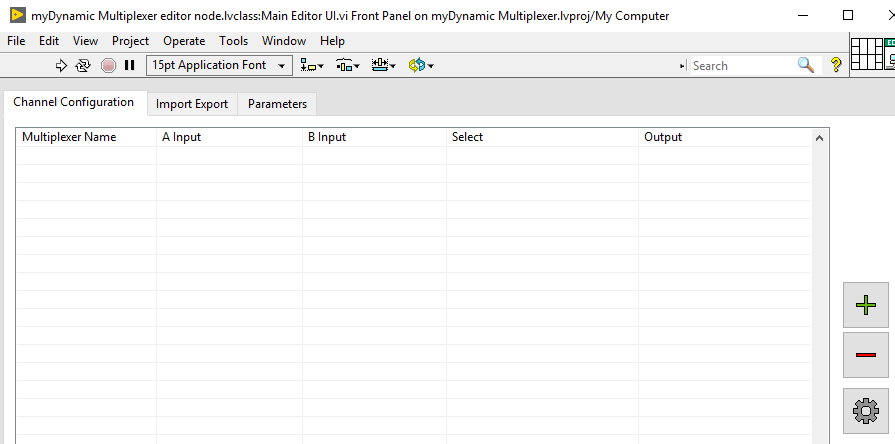 myDynamic Multiplexer editor node.lvclass:Main Editor UI.vi Front Panel on myDynamic Multiplexer.lvproj/My Computer
File Edit View Project Operate Tools Window Help
15pt Application Font Search ?
Channel Configuration Import Export Parameters
Multiplexer Name A Input B Input Select Output